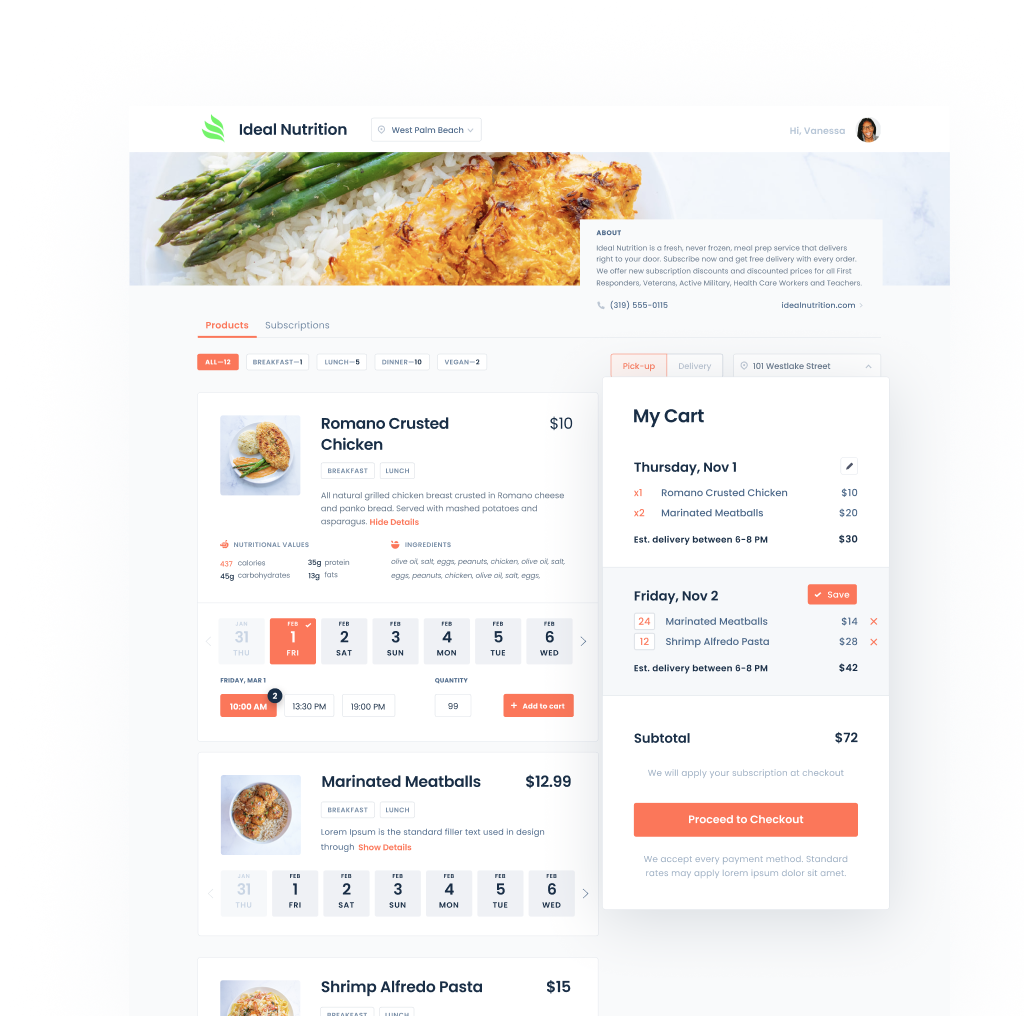 Ideal Nutrition
West Palm Beach
Hi, Vanessa
ABOUT
Ideal Nutrition is a fresh, never frozen, meal prep service that delivers
right to your door. Subscribe now and get free delivery with every order.
We offer new subscription discounts and discounted prices for all First
Responders, Veterans, Active Military, Health Care Workers and Teachers.
(319) 555-0115
idealnutrition.com
Products
Subscriptions
ALL—12
BREAKFAST—1
LUNCH—5
DINNER—10
VEGAN—2
Pick-up
Delivery
101 Westlake Street
Romano Crusted
Chicken
$10
BREAKFAST
LUNCH
All natural grilled chicken breast crusted in Romano cheese
and panko bread. Served with mashed potatoes and
asparagus. Hide Details
NUTRITIONAL VALUES
437 calories
35g protein
45g carbohydrates
13g fats
INGREDIENTS
olive oil, salt, eggs, peanuts, chicken, olive oil, salt,
eggs, peanuts, chicken, olive oil, salt, eggs.
JAN
31
THU
FEB
1
FRI
FEB
2
SAT
FEB
3
SUN
FEB
4
MON
FEB
5
TUE
FEB
6
WED
FRIDAY, MAR 1
10:00 AM
2
13:30 PM
19:00 PM
QUANTITY
99
+ Add to cart
Marinated Meatballs
$12.99
BREAKFAST
LUNCH
Lorem Ipsum is the standard filler text used in design
through Show Details
JAN
31
THU
FEB
1
FRI
FEB
2
SAT
FEB
3
SUN
FEB
4
MON
FEB
5
TUE
FEB
6
WED
Shrimp Alfredo Pasta
$15
BREAKFAST
LUNCH
My Cart
Thursday, Nov 1
x1 Romano Crusted Chicken $10
x2 Marinated Meatballs $20
Est. delivery between 6-8 PM $30
Friday, Nov 2
Save
24 Marinated Meatballs $14
12 Shrimp Alfredo Pasta $28
Est. delivery between 6-8 PM $42
Subtotal $72
We will apply your subscription at checkout
Proceed to Checkout
We accept every payment method. Standard
rates may apply lorem ipsum dolor sit amet.